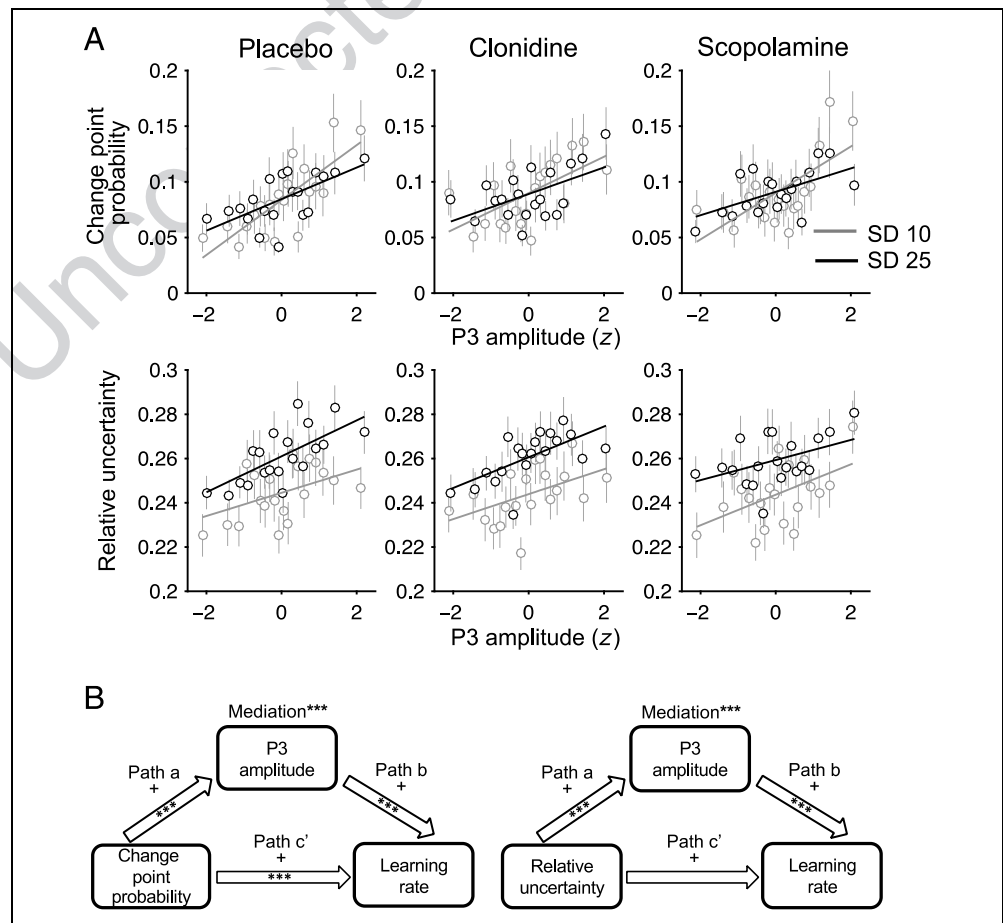 Uncorrecte
A
Placebo
Clonidine
Scopolamine
Change point
probability
0.2
0.15
0.1
0.05
0
−2
0
2
0.2
0.15
0.1
0.05
0
−2
0
2
P3 amplitude (z)
0.2
0.15
0.1
0.05
0
−2
0
2
SD 10
SD 25
Relative uncertainty
0.3
0.28
0.26
0.24
0.22
0.2
−2
0
2
0.3
0.28
0.26
0.24
0.22
0.2
−2
0
2
P3 amplitude (z)
0.3
0.28
0.26
0.24
0.22
0.2
−2
0
2
B
Mediation***
P3
amplitude
Path a
+
***
Path b
+
***
Change
point
probability
Path c'
+
***
Learning
rate
Mediation***
P3
amplitude
Path a
+
***
Path b
+
***
Relative
uncertainty
Path c'
+
Learning
rate